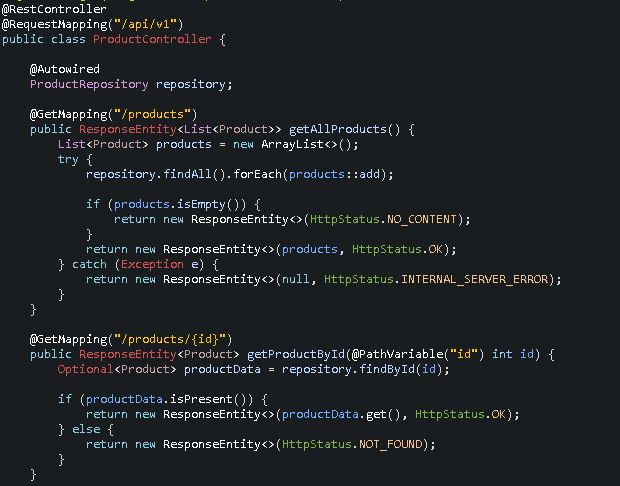 @RestController
@RequestMapping("/api/v1")
public class ProductController {
@Autowired
ProductRepository repository;
@GetMapping("/products")
public ResponseEntity<List<Product>> getAllProducts() {
List<Product> products = new ArrayList<>();
try {
repository.findAll().forEach(products::add);
if (products.isEmpty()) {
return new ResponseEntity<>(HttpStatus.NO_CONTENT);
}
return new ResponseEntity<>(products, HttpStatus.OK);
} catch (Exception e) {
return new ResponseEntity<>(null, HttpStatus.INTERNAL_SERVER_ERROR);
}
}
@GetMapping("/products/{id}")
public ResponseEntity<Product> getProductById(@PathVariable("id") int id) {
Optional<Product> productData = repository.findById(id);
if (productData.isPresent()) {
return new ResponseEntity<>(productData.get(), HttpStatus.OK);
} else {
return new ResponseEntity<>(HttpStatus.NOT_FOUND);
}
}